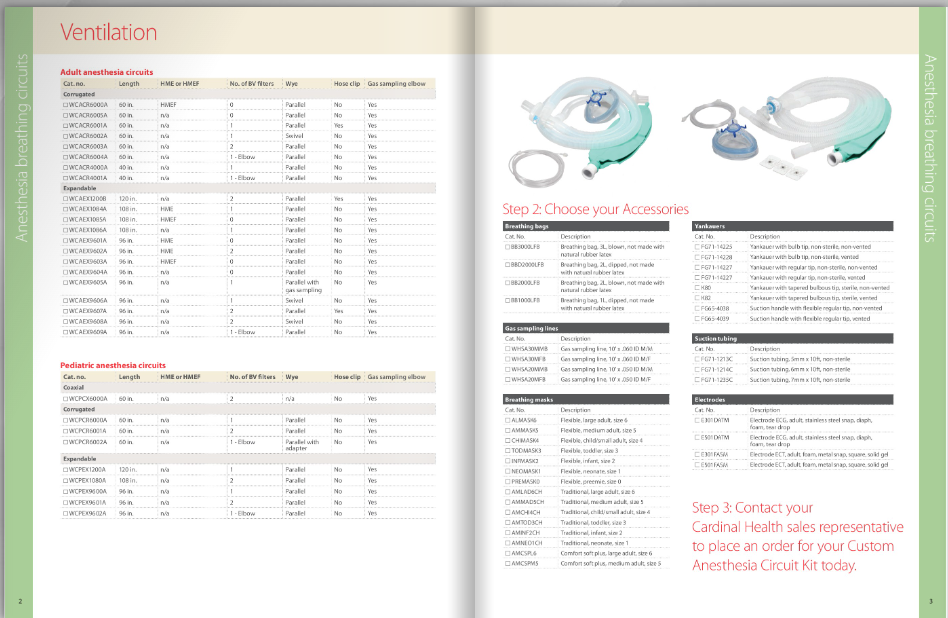 Ventilation
Anesthesia breathing circuits
Adult anesthesia circuits
Cat. no. Length HME or HMEF No. of BV filters Wye Hose clip Gas sampling elbow
Corrugated
WCACR6000A 60 in. HMEF 0 Parallel No Yes
WCACR6005A 60 in. n/a 0 Parallel No Yes
WCACR6001A 60 in. n/a 1 Parallel Yes Yes
WCACR6002A 60 in. n/a 1 Swivel No Yes
WCACR6003A 60 in. n/a 2 Parallel No Yes
WCACR6004A 60 in. n/a 1 - Elbow Parallel No Yes
WCACR4000A 40 in. n/a 1 Parallel No Yes
WCACR4001A 40 in. n/a 1 - Elbow Parallel No Yes
Expandable
WCAEX1200B 120 in. n/a 2 Parallel Yes Yes
WCAEX1084A 108 in. HME 1 Parallel No Yes
WCAEX1085A 108 in. HMEF 0 Parallel No Yes
WCAEX1086A 108 in. n/a 1 Parallel No Yes
WCAEX9601A 96 in. HME 0 Parallel No Yes
WCAEX9602A 96 in. HME 2 Parallel No Yes
WCAEX9603A 96 in. HMEF 0 Parallel No Yes
WCAEX9604A 96 in. n/a 0 Parallel No Yes
WCAEX9605A 96 in. n/a 1 Parallel with No Yes
gas sampling
WCAEX9606A 96 in. n/a 1 Swivel No Yes
WCAEX9607A 96 in. n/a 2 Parallel Yes Yes
WCAEX9608A 96 in. n/a 2 Swivel No Yes
WCAEX9609A 96 in. n/a 1 - Elbow Parallel No Yes
Pediatric anesthesia circuits
Cat. no. Length HME or HMEF No. of BV filters Wye Hose clip Gas sampling elbow
Coaxial
WCPCX6000A 60 in. n/a 2 n/a No Yes
Corrugated
WCPCR6000A 60 in. n/a 1 Parallel No Yes
WCPCR6001A 60 in. n/a 2 Parallel No Yes
WCPCR6002A 60 in. n/a 1 - Elbow Parallel with No Yes
adapter
Expandable
WCPEX1200A 120 in. n/a 1 Parallel No Yes
WCPEX1080A 108 in. n/a 2 Parallel No Yes
WCPEX9600A 96 in. n/a 1 Parallel No Yes
WCPEX9601A 96 in. n/a 2 Parallel No Yes
WCPEX9602A 96 in. n/a 1 - Elbow Parallel No Yes
2
Anesthesia breathing circuits
Step 2: Choose your Accessories
Breathing bags
Cat. No. Description
BB3000LFB Breathing bag, 3L, blown, not made with
natural rubber latex
BBD2000LFB Breathing bag, 2L, dipped, not made
with natural rubber latex
BB2000LFB Breathing bag, 2L, blown, not made with
natural rubber latex
BB1000LFB Breathing bag, 1L, dipped, not made
with natural rubber latex
Gas sampling lines
Cat. No. Description
WHSA30MMB Gas sampling line, 10' x .060 ID M/M
WHSA30MFB Gas sampling line, 10' x .060 ID M/F
WHSA20MMB Gas sampling line, 10' x .050 ID M/M
WHSA20MFB Gas sampling line, 10' x .050 ID M/F
Breathing masks
Cat. No. Description
ALMASK6 Flexible, large adult, size 6
AMMASK5 Flexible, medium adult, size 5
CHIMASK4 Flexible, child/small adult, size 4
TODMASK3 Flexible, toddler, size 3
INFMASK2 Flexible, infant, size 2
NEOMASK1 Flexible, neonate, size 1
PREMASK0 Flexible, preemie, size 0
AMLAD6CH Traditional, large adult, size 6
AMMAD5CH Traditional, medium adult, size 5
AMCHI4CH Traditional, child/small adult, size 4
AMTOD3CH Traditional, toddler, size 3
AMINF2CH Traditional, infant, size 2
AMNEO1CH Traditional, neonate, size 1
AMCSPL6 Comfort soft plus, large adult, size 6
AMCSPM5 Comfort soft plus, medium adult, size 5
Yankauers
Cat. No. Description
FG71-14225 Yankauer with bulb tip, non-sterile, non-vented
FG71-14228 Yankauer with bulb tip, non-sterile, vented
FG71-14227 Yankauer with regular tip, non-sterile, non-vented
FG71-14227 Yankauer with regular tip, non-sterile, vented
K80 Yankauer with tapered bulbous tip, sterile, non-vented
K82 Yankauer with tapered bulbous tip, sterile, vented
FG65-4038 Suction handle with flexible regular tip, non-vented
FG65-4039 Suction handle with flexible regular tip, vented
Suction tubing
Cat. No. Description
FG71-1213C Suction tubing, 5mm x 10ft, non-sterile
FG71-1214C Suction tubing, 6mm x 10ft, non-sterile
FG71-1235C Suction tubing, 7mm x 10ft, non-sterile
Electrodes
Cat. No. Description
E301DATM Electrode ECG, adult, stainless steel snap, diaph,
foam, tear drop
E501DATM Electrode ECG, adult, stainless steel snap, diaph,
foam, tear drop
E301FASM Electrode ECT, adult, foam, metal snap, square, solid gel
E501FASM Electrode ECT, adult, foam, metal snap, square, solid gel
Step 3: Contact your
Cardinal Health sales representative
to place an order for your Custom
Anesthesia Circuit Kit today.
3